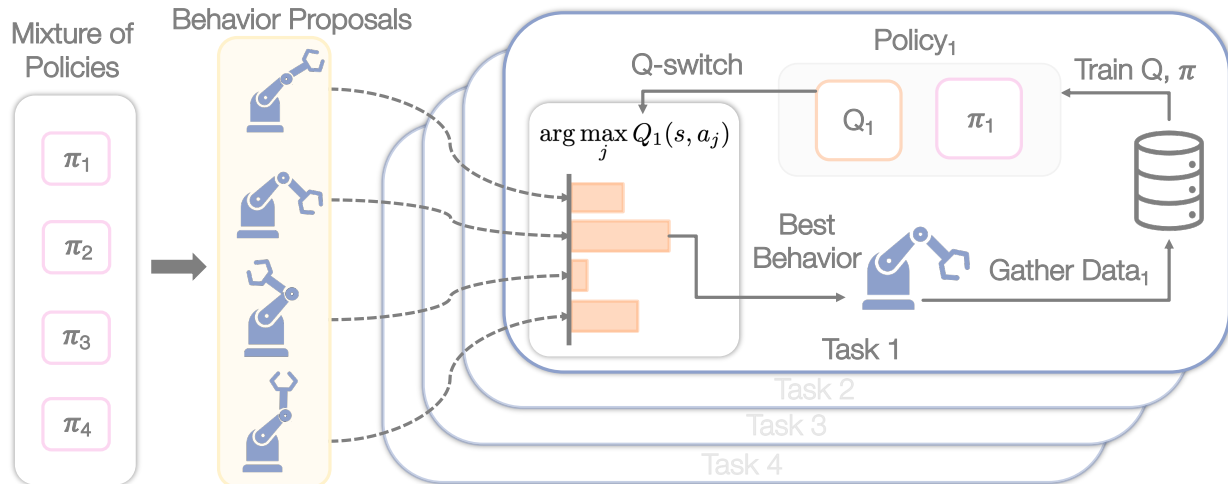 Mixture of
Policies
π1
π2
π3
π4
Behavior Proposals
Q-switch
arg max Q1(s, aj)
j
Policy1
Q1
π1
Train Q, π
Best
Behavior
Gather Data1
Task 1
Task 2
Task 3
Task 4